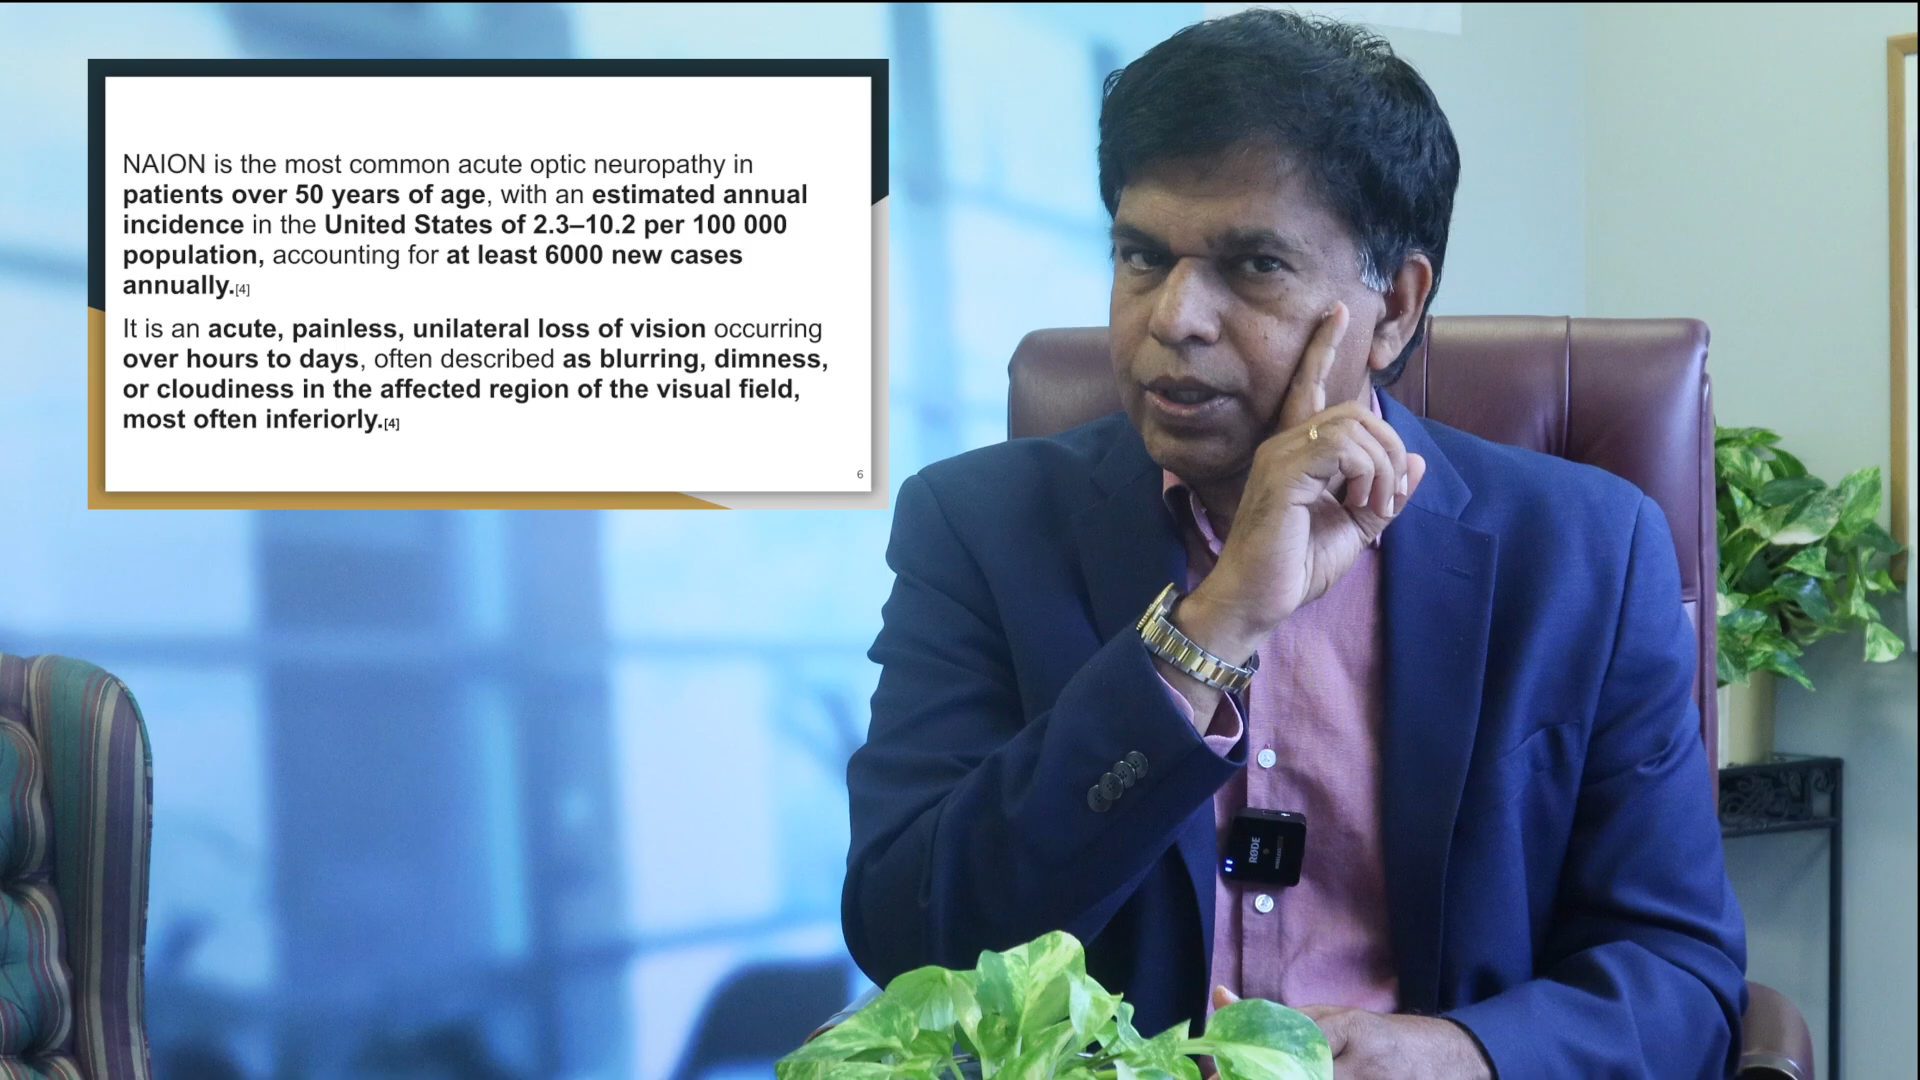 NAION is the most common acute optic neuropathy in
patients over 50 years of age, with an estimated annual
incidence in the United States of 2.3–10.2 per 100 000
population, accounting for at least 6000 new cases
annually.[4]
It is an acute, painless, unilateral loss of vision occurring
over hours to days, often described as blurring, dimness,
or cloudiness in the affected region of the visual field,
most often inferiorly.[4]
6
RØDE